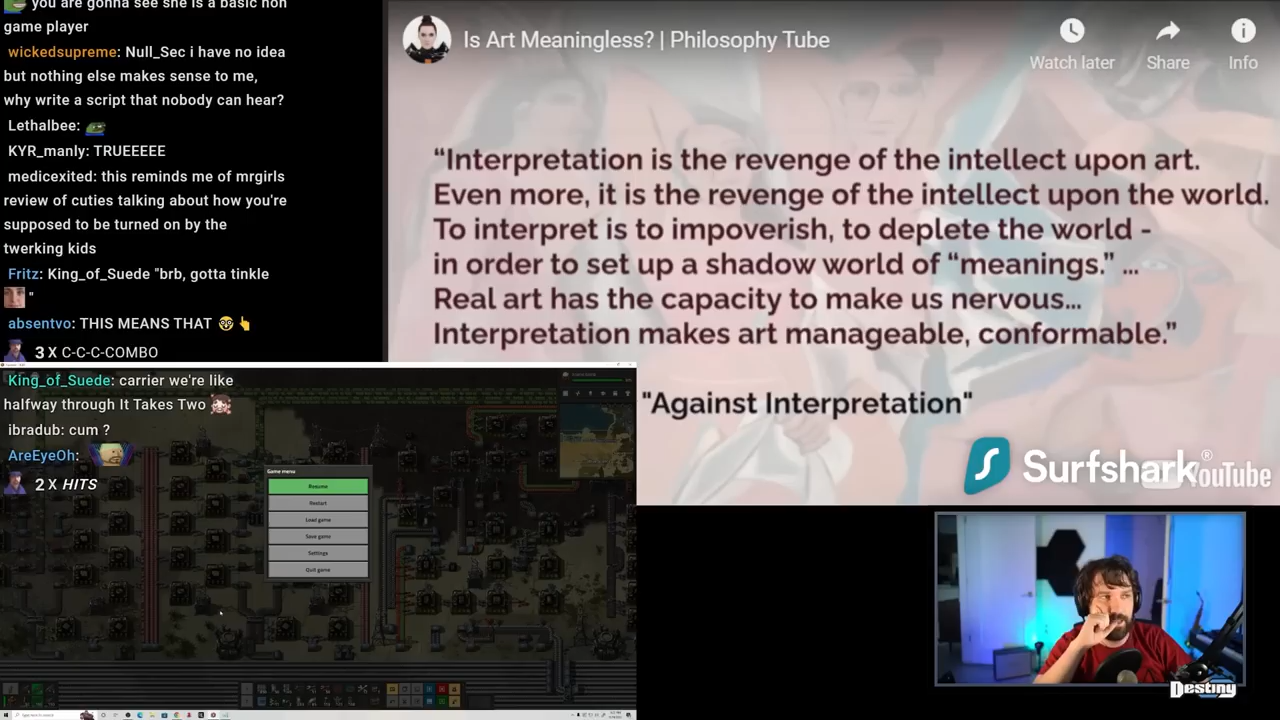 you are gonna see she is a basic non
game player
wickedsupreme: Null_Sec i have no idea
but nothing else makes sense to me,
why write a script that nobody can hear?
Lethalbee:
KYR_manly: TRUEEEEE
medicexited: this reminds me of mrgirls
review of cuties talking about how you're
supposed to be turned on by the
twerking kids
Fritz: King_of_Suede "brb, gotta tinkle
"
absentvo: THIS MEANS THAT
3 X C-C-C-COMBO
King_of_Suede: carrier we're like
halfway through It Takes Two
ibradub: cum ?
AreEyeOh:
2 X HITS
Is Art Meaningless? | Philosophy Tube
Watch later
Share
Info
“Interpretation is the revenge of the intellect upon art.
Even more, it is the revenge of the intellect upon the world.
To interpret is to impoverish, to deplete the world -
in order to set up a shadow world of “meanings.” ...
Real art has the capacity to make us nervous...
Interpretation makes art manageable, conformable.”
"Against Interpretation"
Surfshark®
YouTube
Game menu
Resume
Restart
Load game
Save game
Settings
Quit game
Destiny